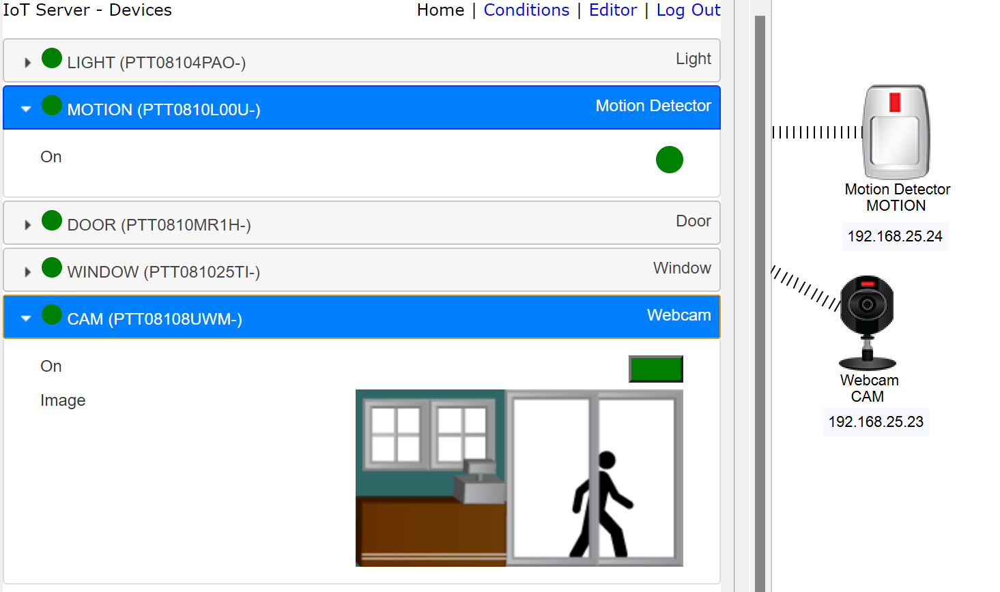 IoT Server - Devices
Home | Conditions | Editor | Log Out
LIGHT (PTT08104PAO-)
Light
MOTION (PTT0810L00U-)
Motion Detector
On
DOOR (PTT0810MR1H-)
Door
WINDOW (PTT081025TI-)
Window
CAM (PTT08108UWM-)
Webcam
On
Image
Motion Detector
MOTION
192.168.25.24
Webcam
CAM
192.168.25.23